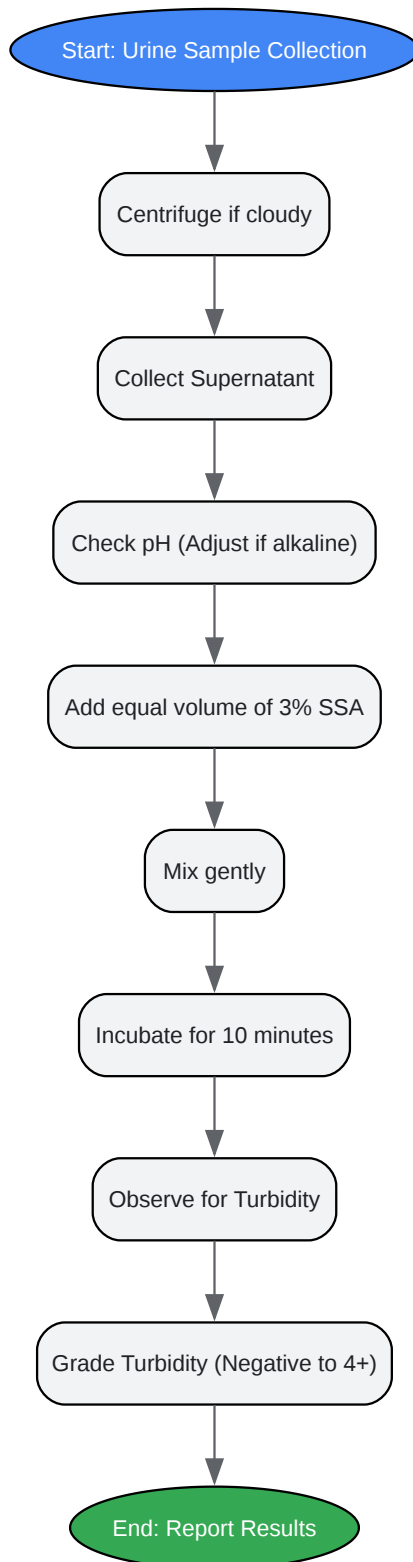 Start: Urine Sample Collection
Centrifuge if cloudy
Collect Supernatant
Check pH (Adjust if alkaline)
Add equal volume of 3% SSA
Mix gently
Incubate for 10 minutes
Observe for Turbidity
Grade Turbidity (Negative to 4+)
End: Report Results